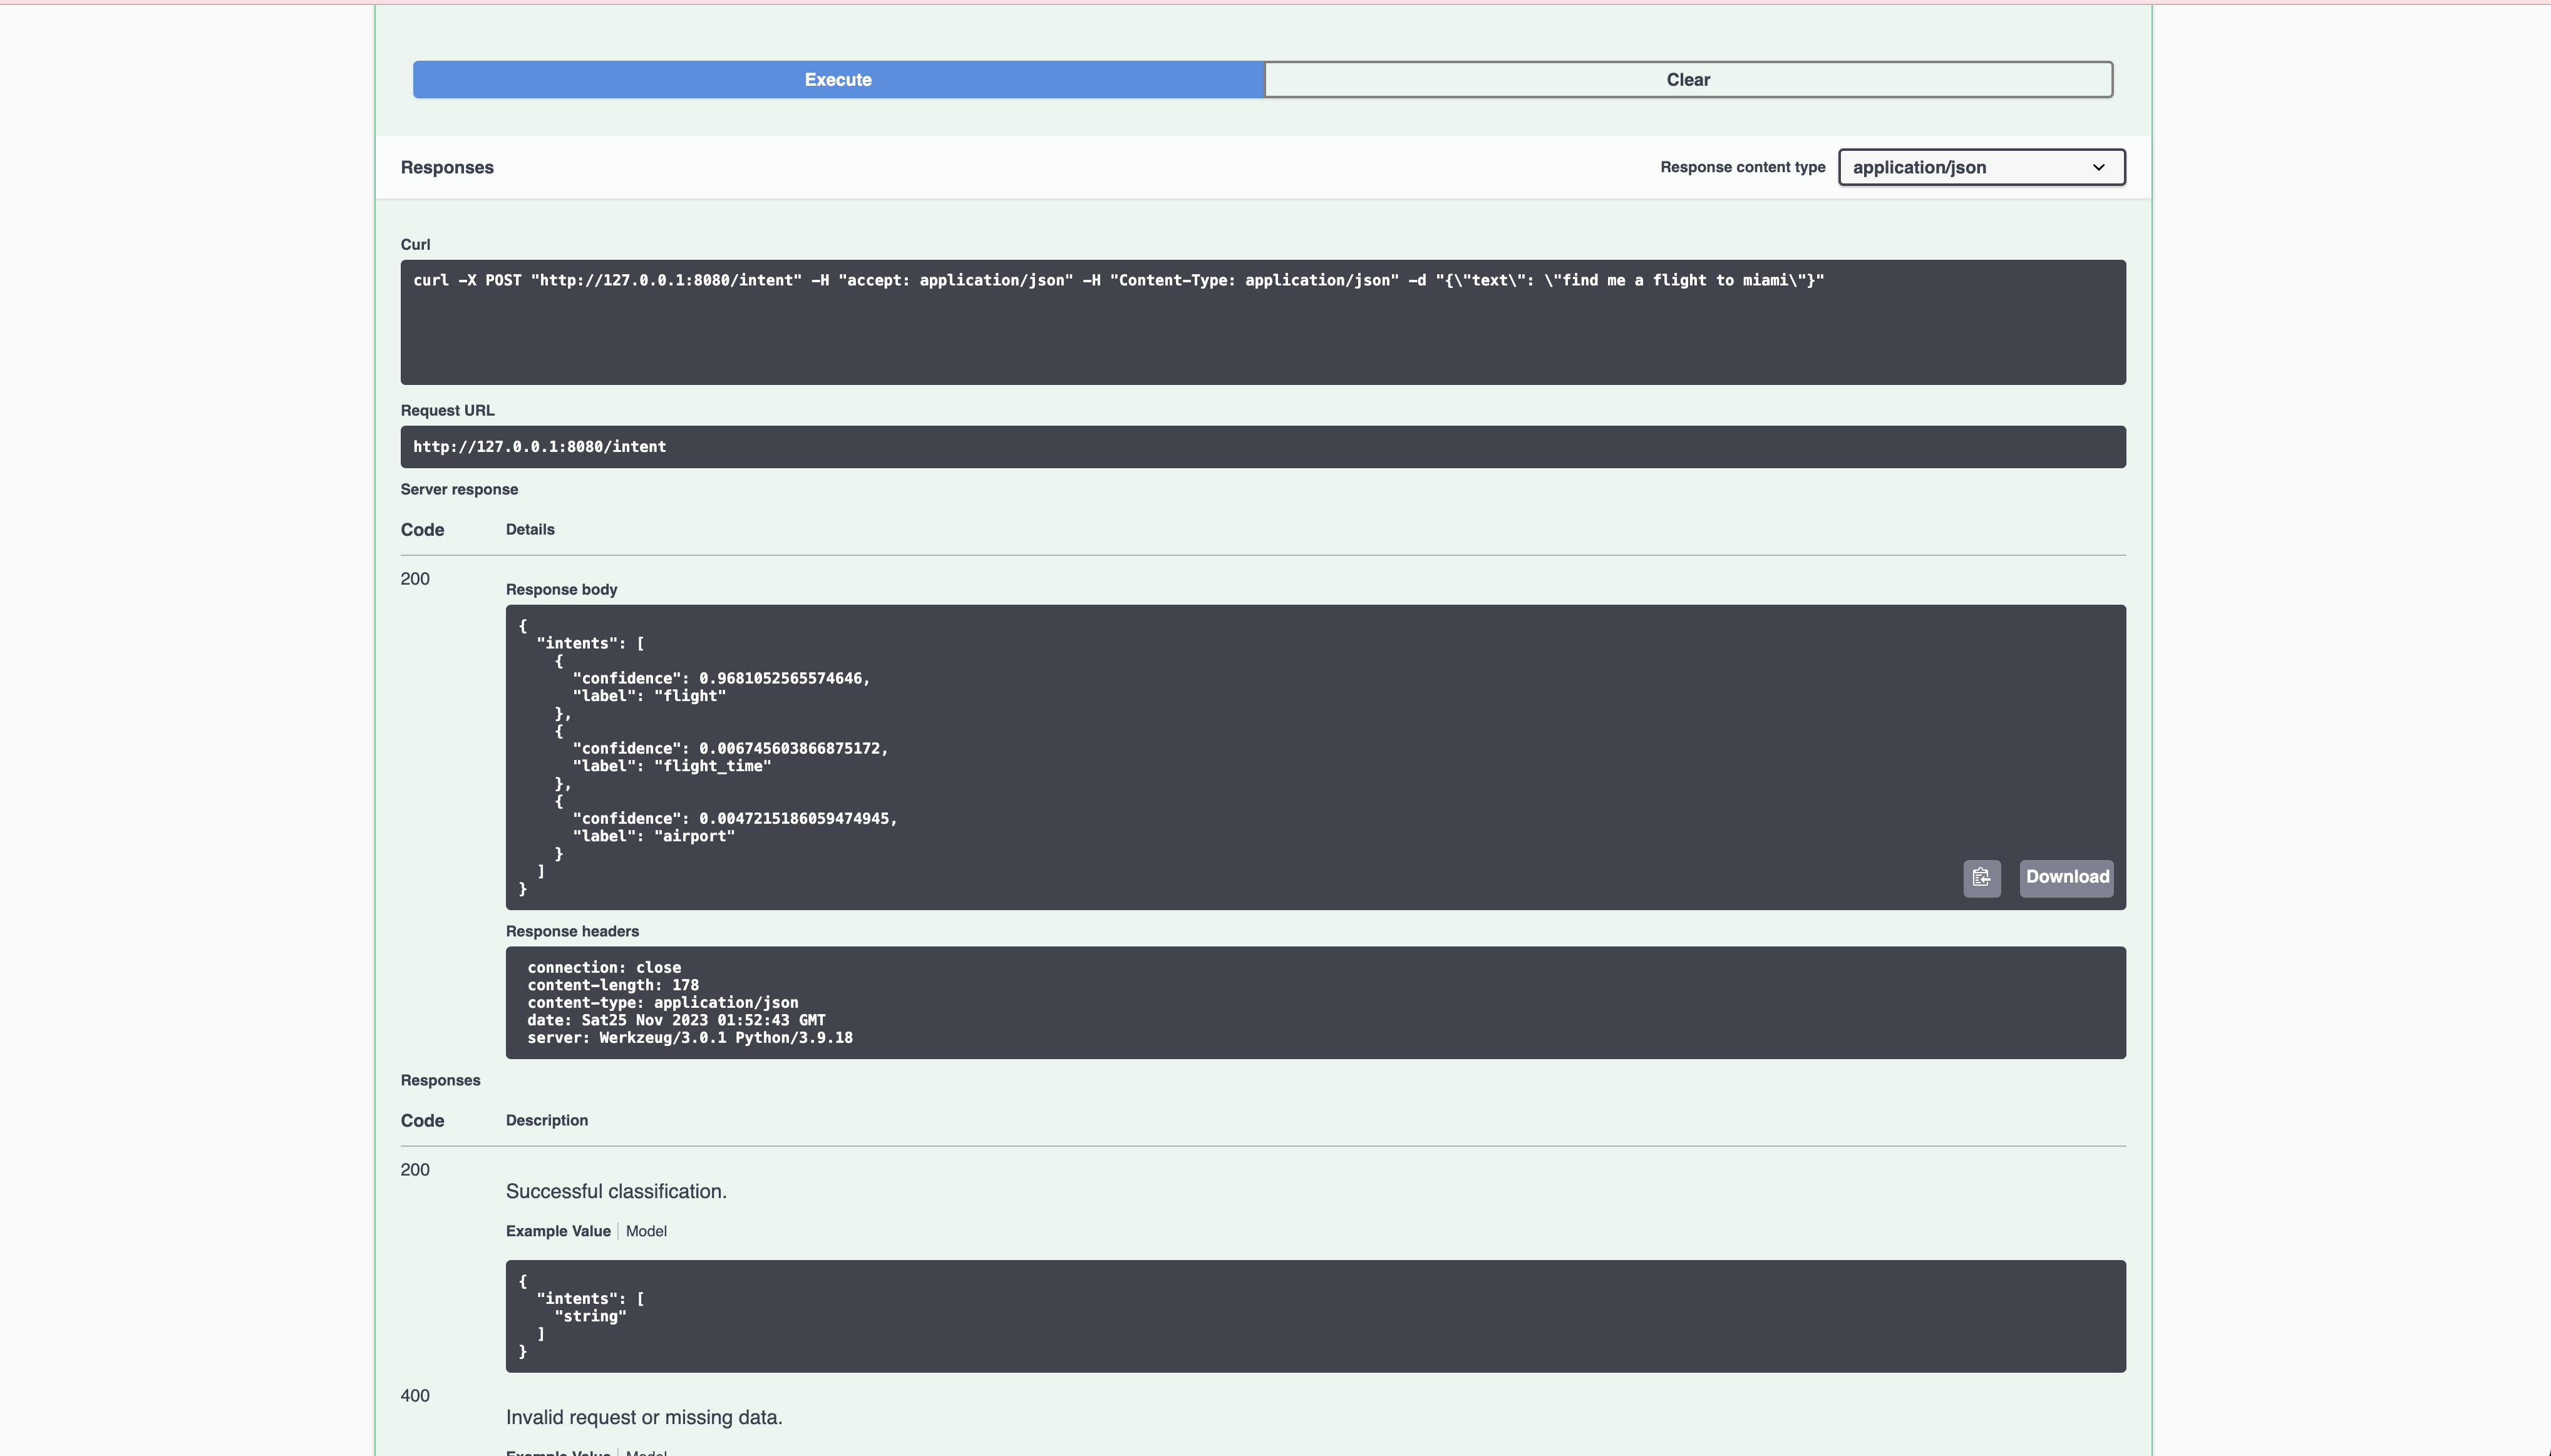 Execute
Clear
Responses
Response content type
application/json
Curl
curl -X POST "http://127.0.0.1:8080/intent" -H "accept: application/json" -H "Content-Type: application/json" -d "{\"text\": \"find me a flight to miami\"}"
Request URL
http://127.0.0.1:8080/intent
Server response
Code Details
200
Response body
{
  "intents": [
    {
      "confidence": 0.9681052565574646,
      "label": "flight"
    },
    {
      "confidence": 0.006745603866875172,
      "label": "flight_time"
    },
    {
      "confidence": 0.0047215186059474945,
      "label": "airport"
    }
  ]
}
Download
Response headers
connection: close
content-length: 178
content-type: application/json
date: Sat25 Nov 2023 01:52:43 GMT
server: Werkzeug/3.0.1 Python/3.9.18
Responses
Code Description
200
Successful classification.
Example Value Model
{
  "intents": [
    "string"
  ]
}
400
Invalid request or missing data.
Example Value Model